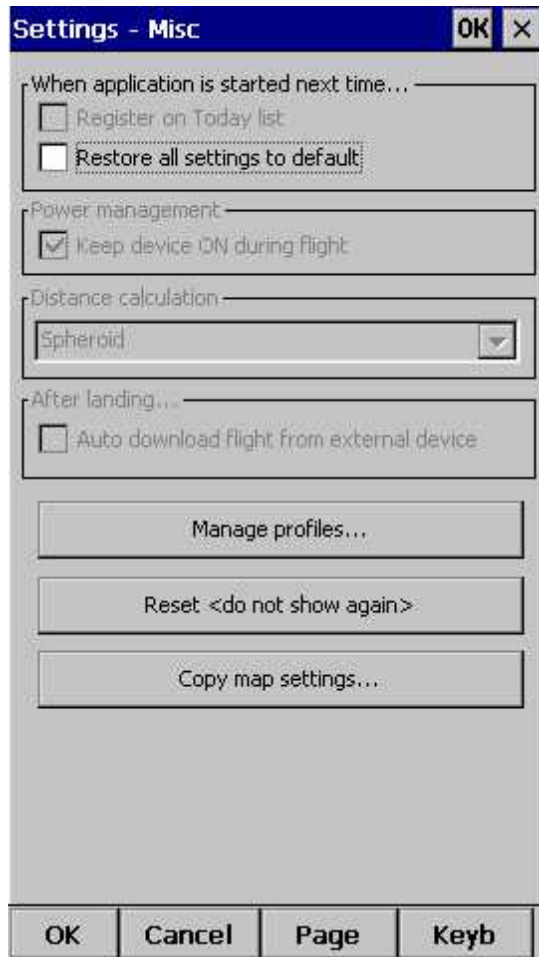 Settings - Misc OK ×
When application is started next time...
Register on Today list
Restore all settings to default
Power management
Keep device ON during flight
Distance calculation
Spheroid
After landing...
Auto download flight from external device
Manage profiles...
Reset <do not show again>
Copy map settings...
OK Cancel Page Keyb